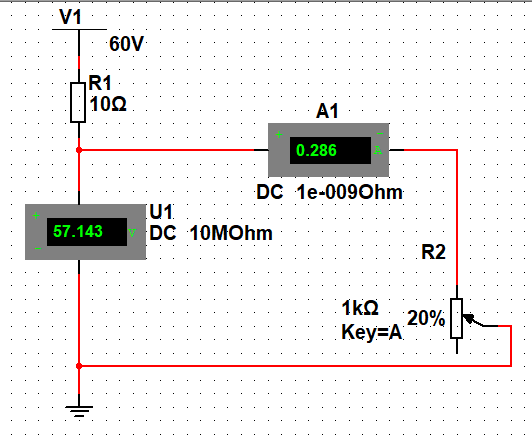 V1
60V
R1
10Ω
A1
+ −
0.286 A
DC 1e-009Ohm
U1
+
57.143 V
−
DC 10MOhm
R2
1kΩ
20%
Key=A